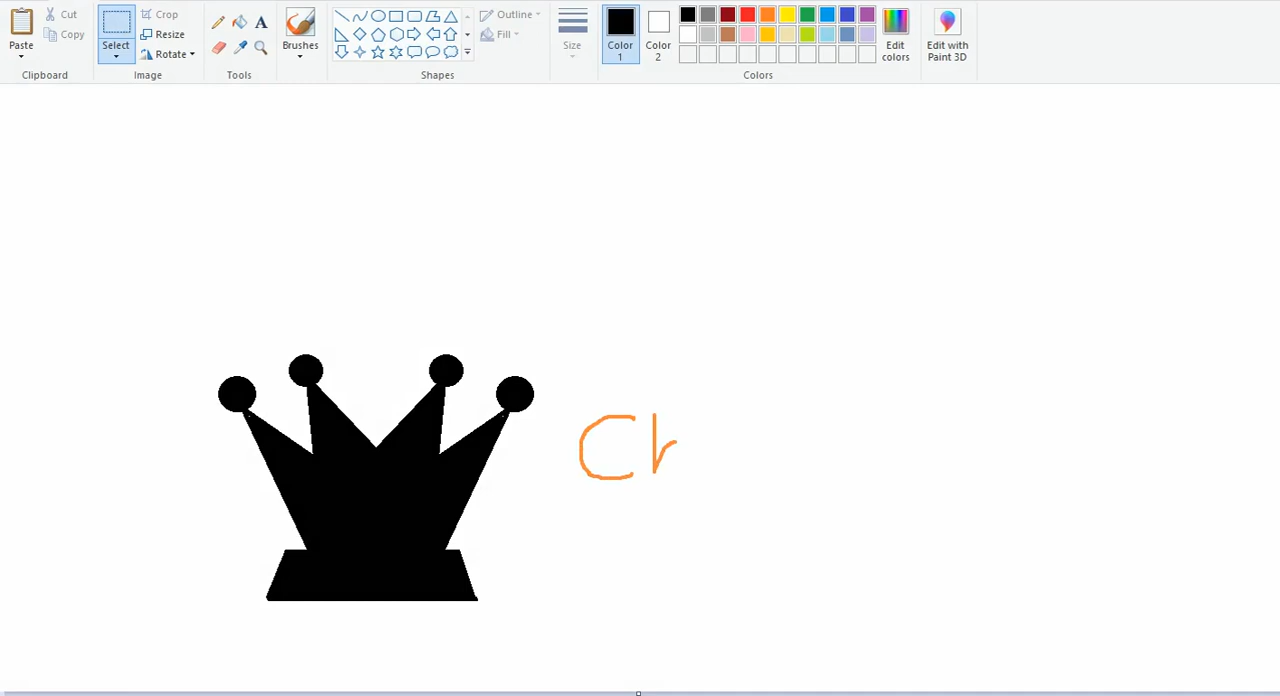 Paste
Cut
Copy
Clipboard
Select
Crop
Resize
Rotate
Image
Tools
Brushes
Shapes
Outline
Fill
Size
Color 1
Color 2
Colors
Edit colors
Edit with Paint 3D
A